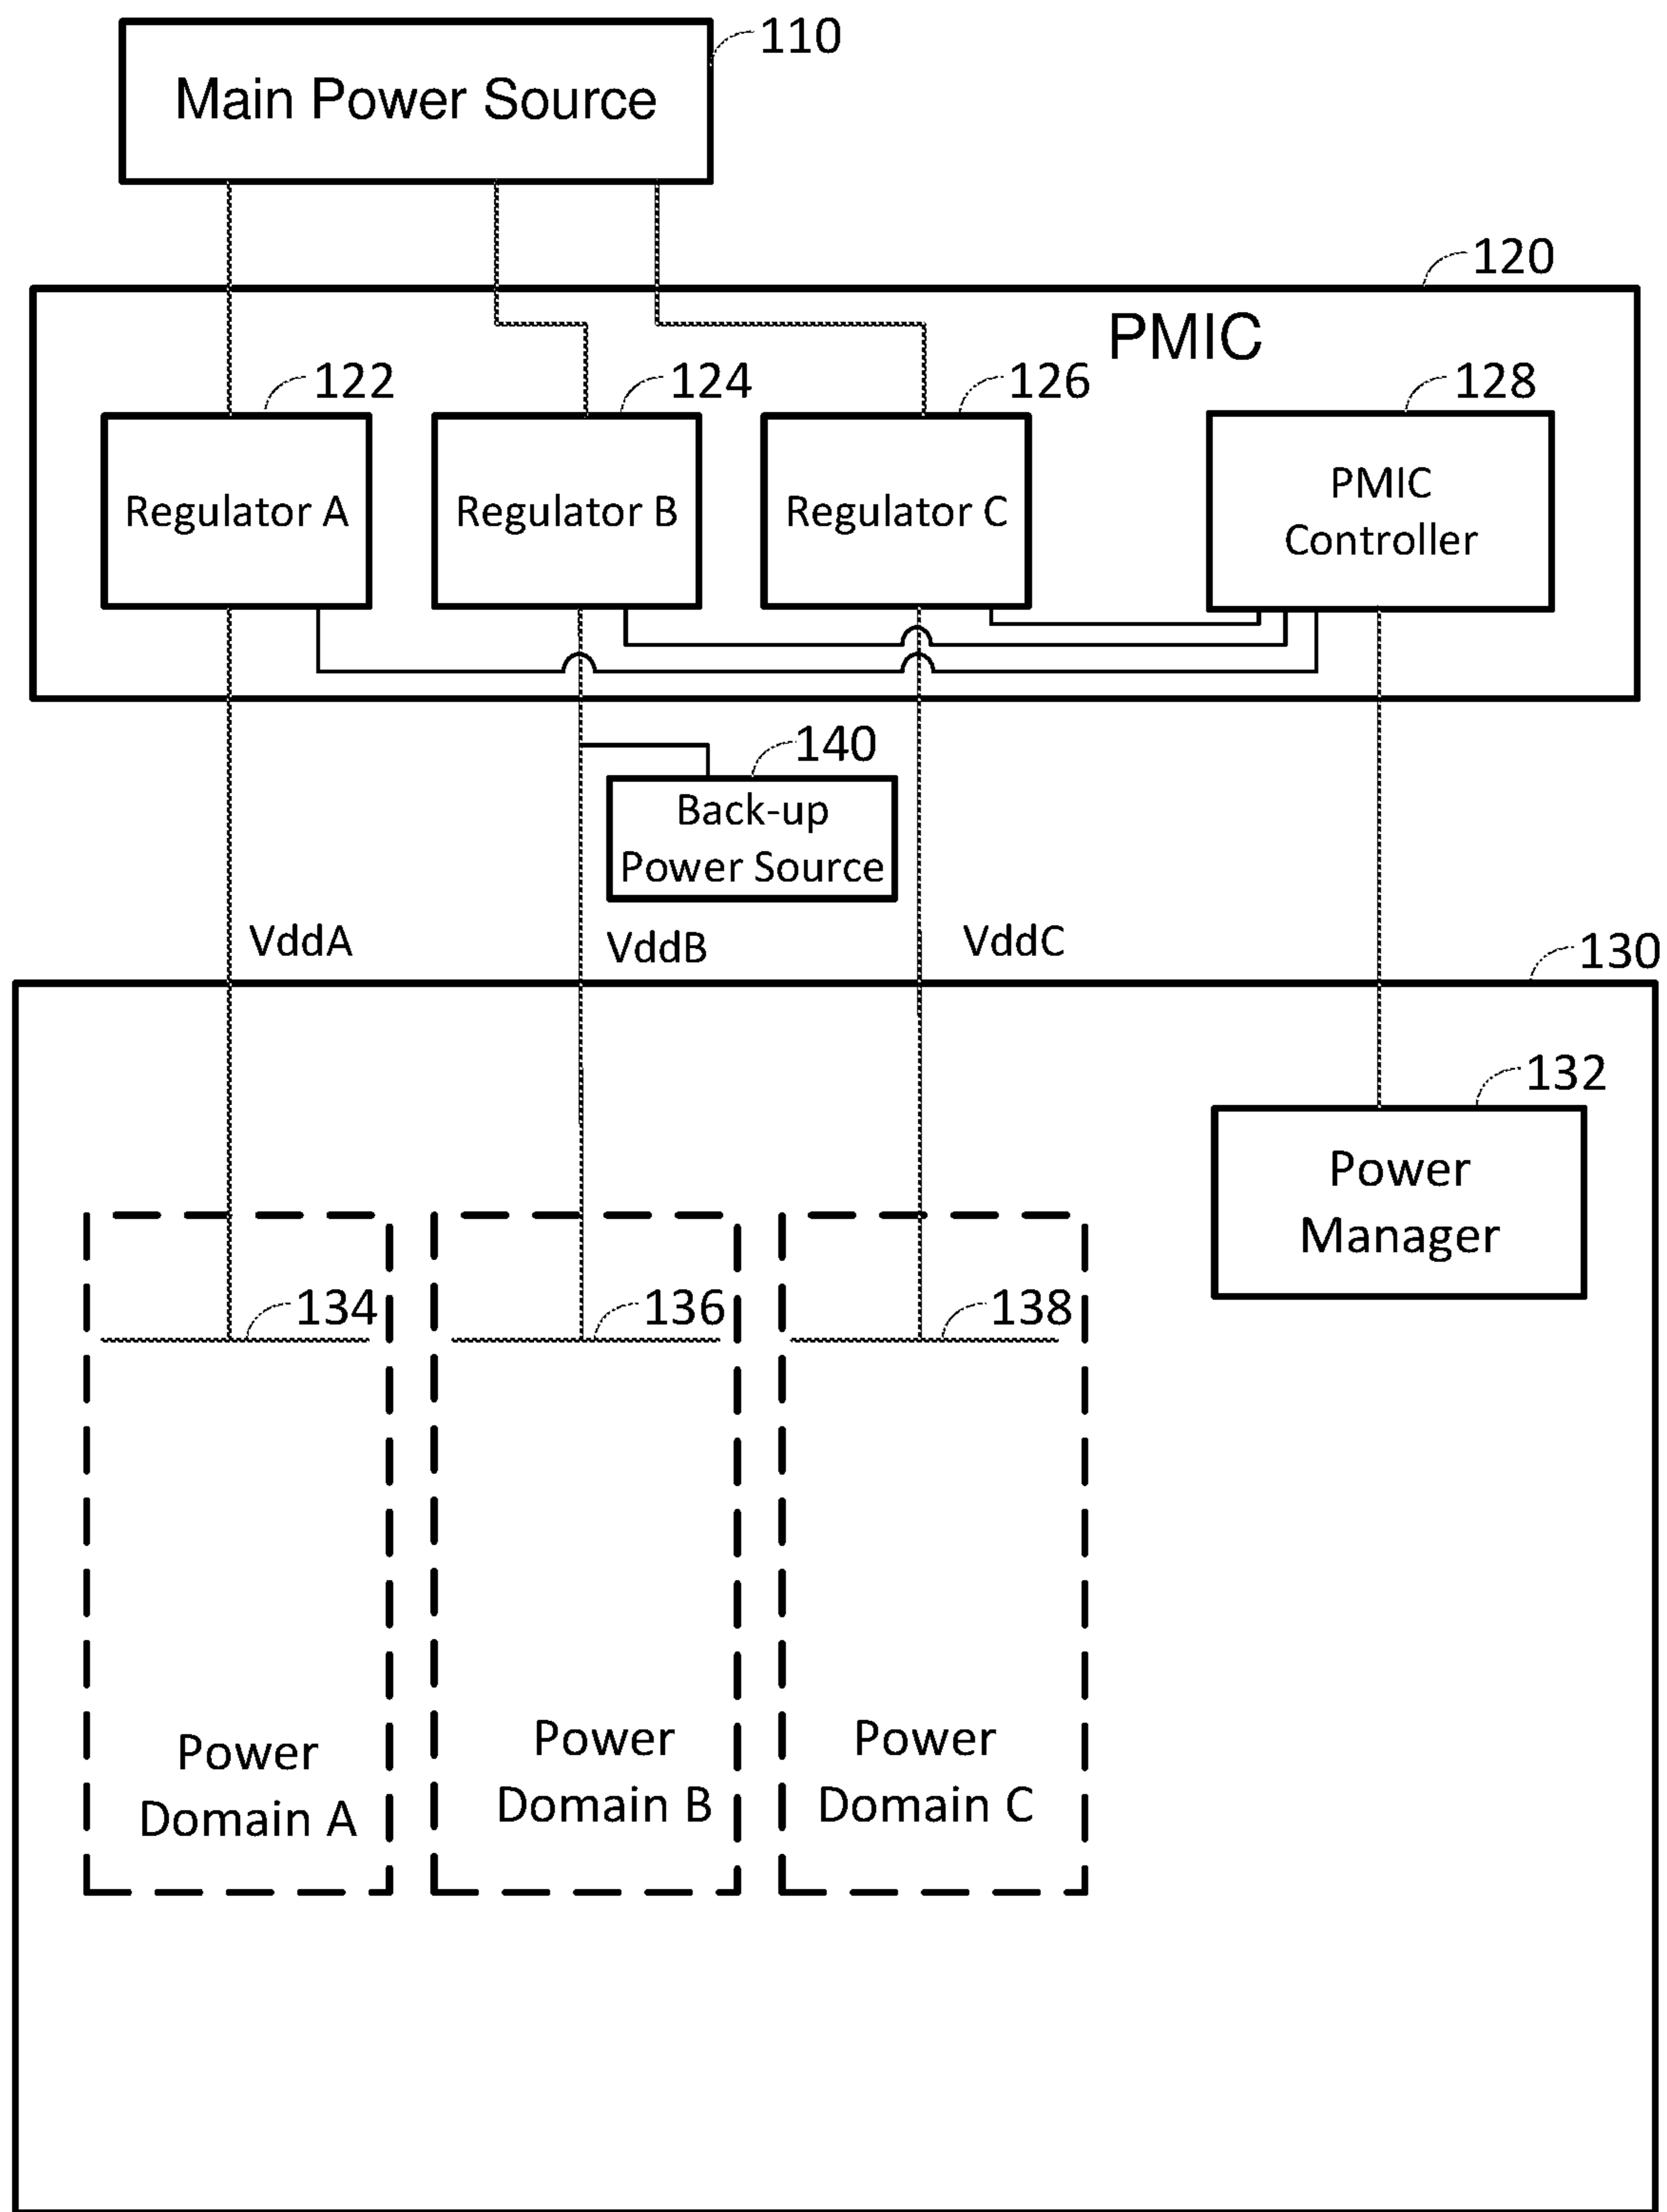 110
Main Power Source
120
PMIC
122
124
126
128
Regulator A
Regulator B
Regulator C
PMIC
Controller
140
Back-up
Power Source
VddA
VddB
VddC
130
132
Power
Manager
134
136
138
Power
Domain A
Power
Domain B
Power
Domain C